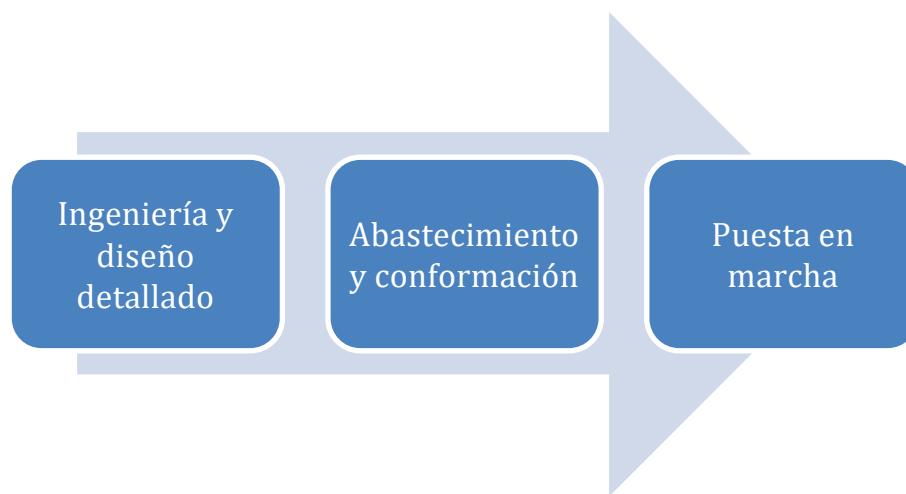 Ingeniería y
diseño
detallado
Abastecimiento
y conformación
Puesta en
marcha